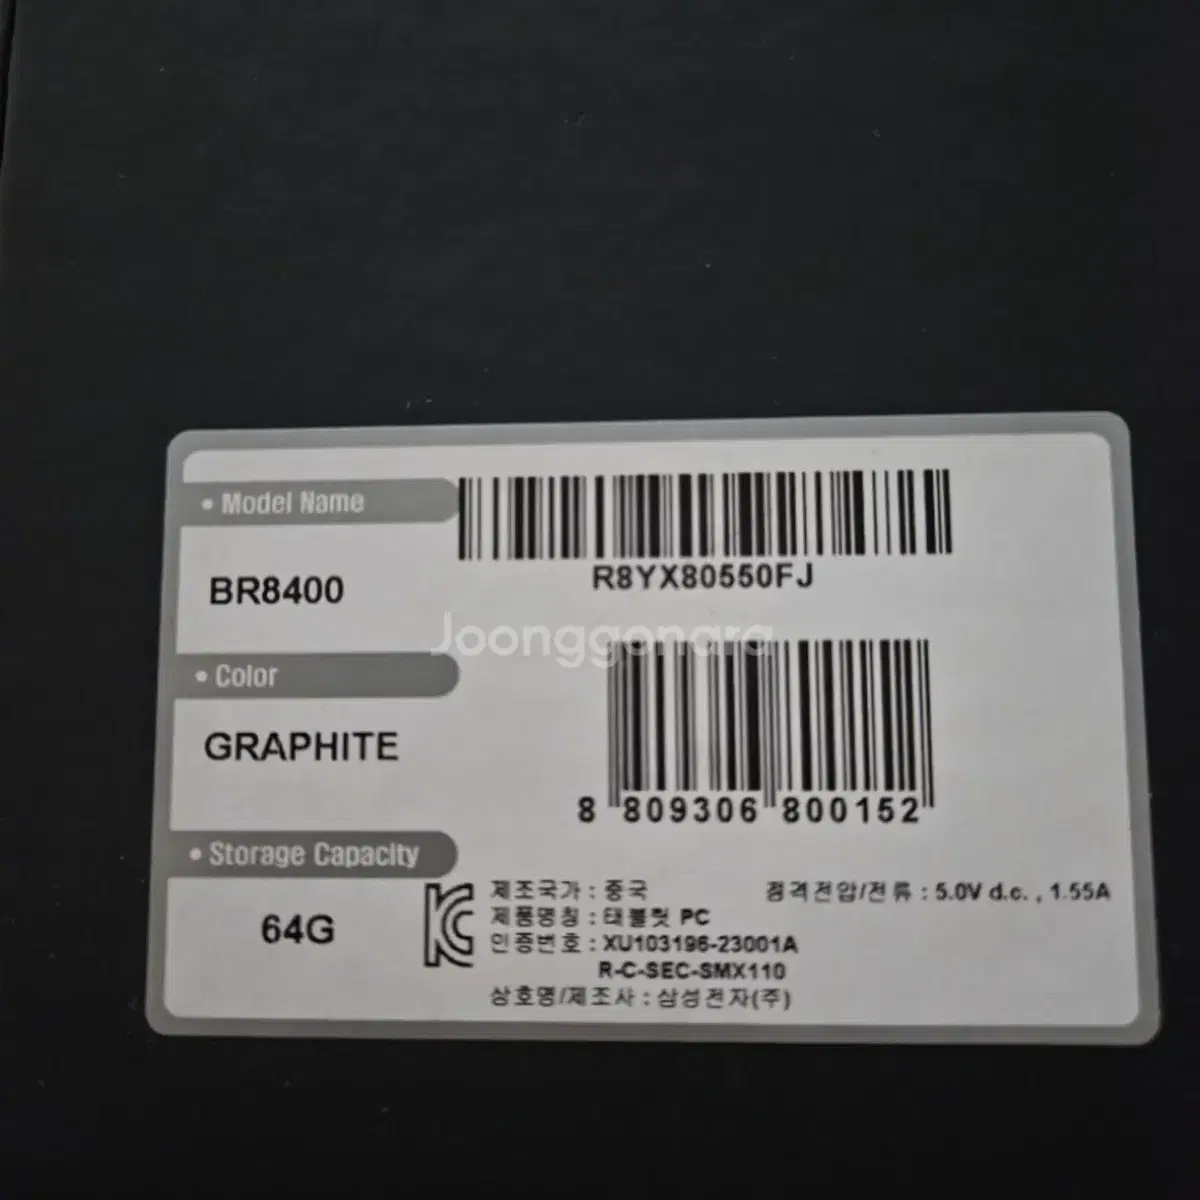 • Model Name
BR8400
R8YX80550FJ
Joonggonara
• Color
GRAPHITE
8 809306 800152
• Storage Capacity
64G
제조국가 : 중국
정격전압/전류 : 5.0V d.c. , 1.55A
제품명칭 : 태블릿 PC
인증번호 : XU103196-23001A
R-C-SEC-SMX110
상호명/제조사 : 삼성전자(주)